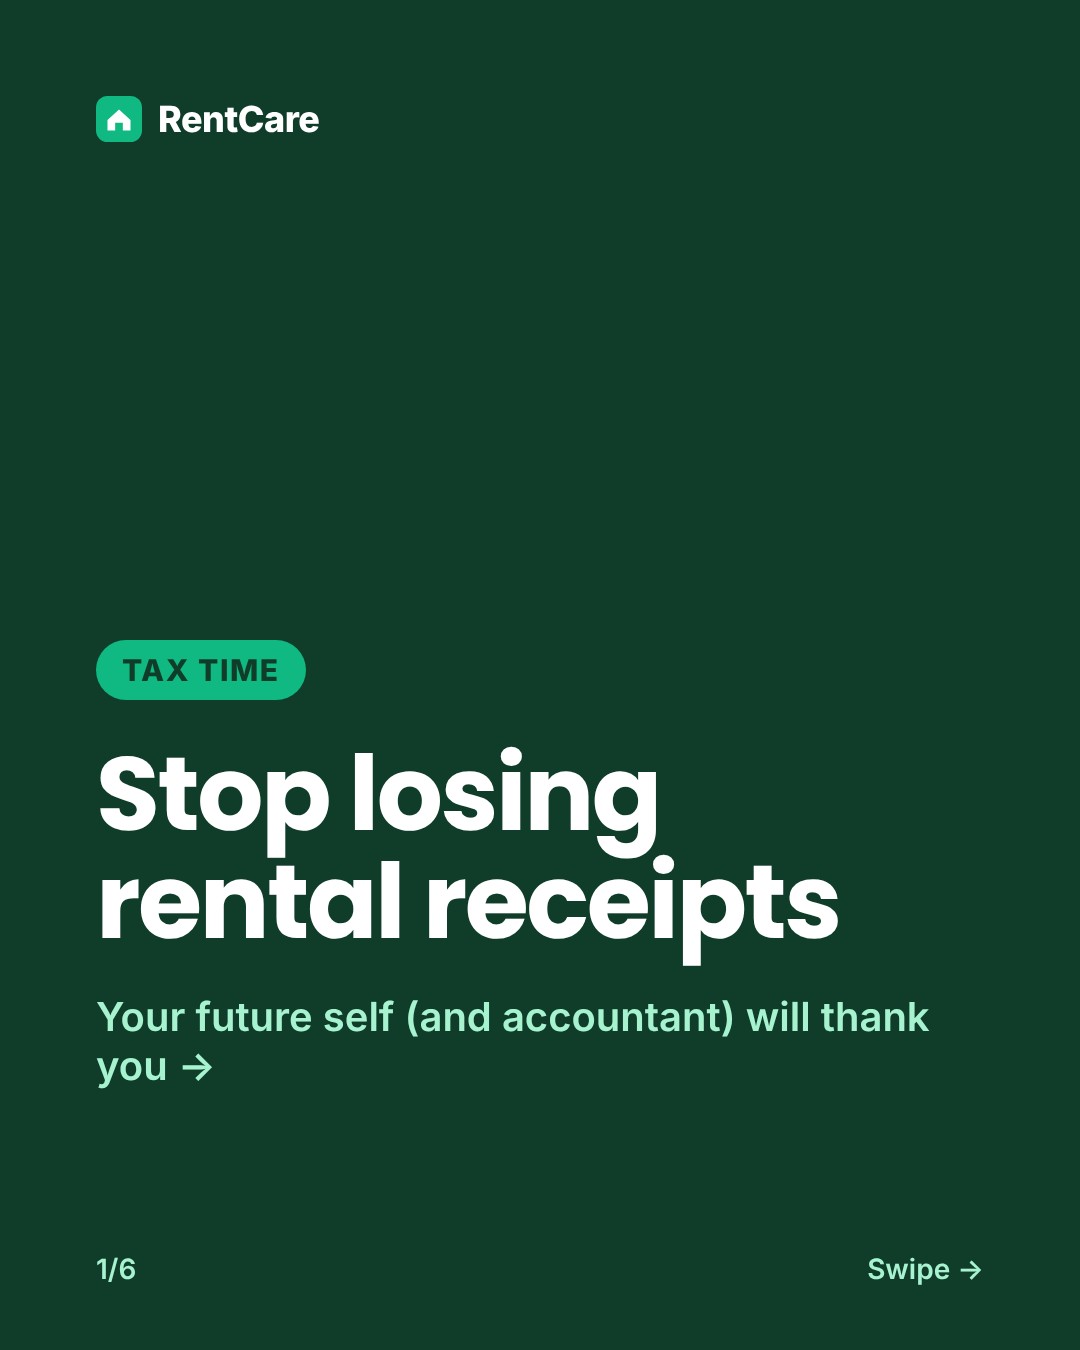 RentCare
TAX TIME
Stop losing
rental receipts
Your future self (and accountant) will thank
you →
1/6
Swipe →